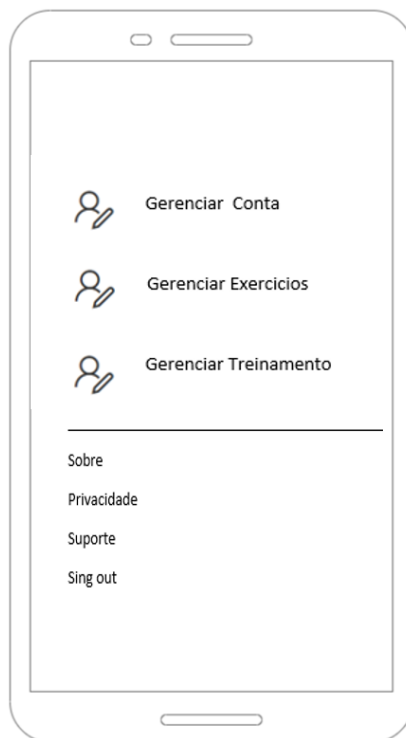 Gerenciar Conta
Gerenciar Exercicios
Gerenciar Treinamento
Sobre
Privacidade
Suporte
Sing out